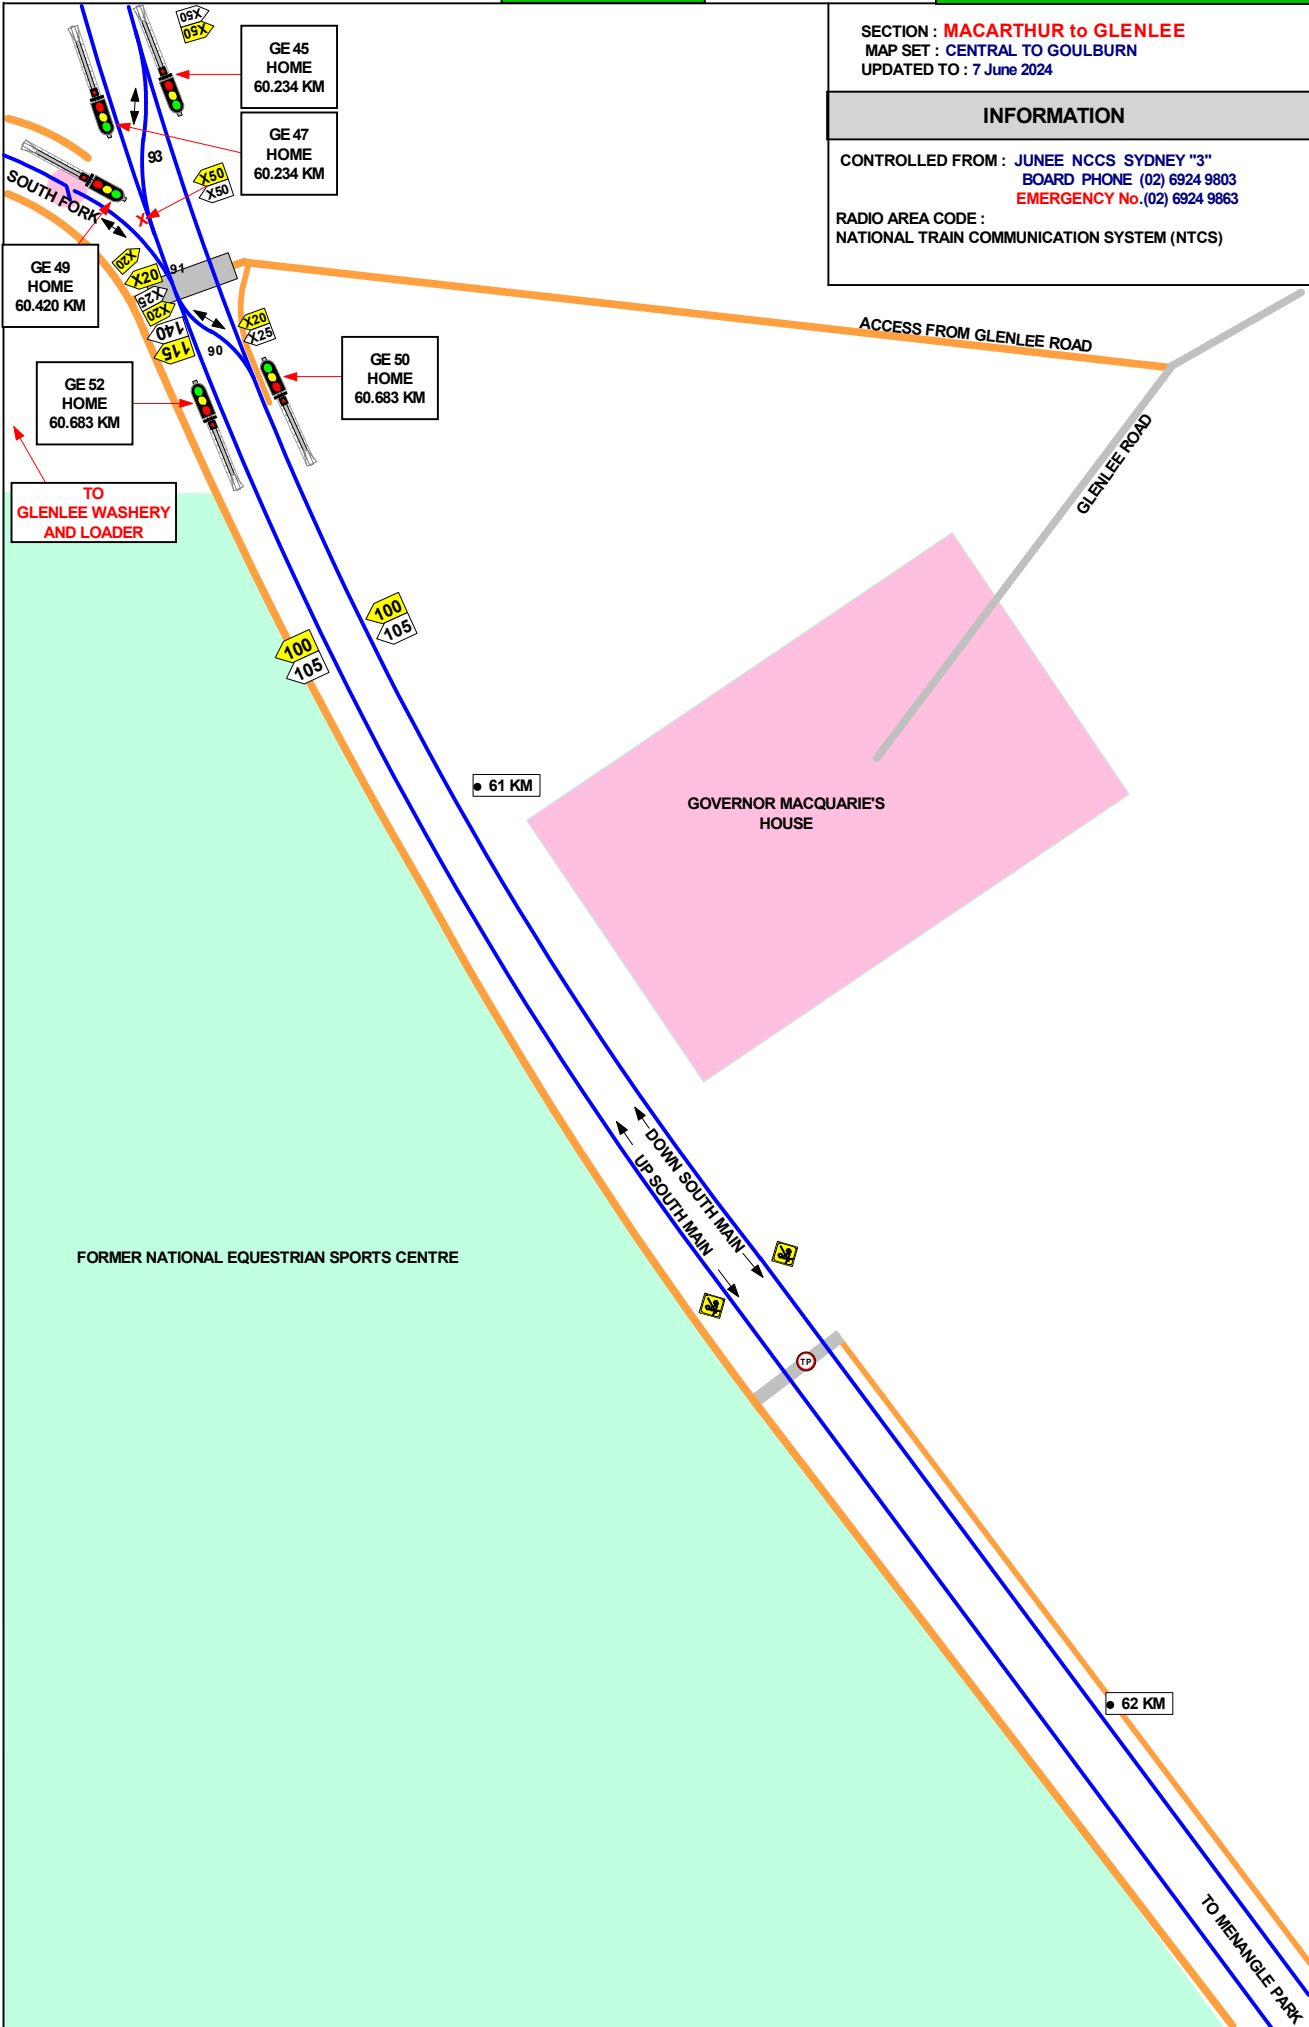 SECTION : MACARTHUR to GLENLEE
MAP SET : CENTRAL TO GOULBURN
UPDATED TO : 7 June 2024
INFORMATION
CONTROLLED FROM : JUNEE NCCS SYDNEY "3"
BOARD PHONE (02) 6924 9803
EMERGENCY No.(02) 6924 9863
RADIO AREA CODE :
NATIONAL TRAIN COMMUNICATION SYSTEM (NTCS)
X50
X50
GE 45
HOME
60.234 KM
GE 47
HOME
60.234 KM
93
X50
X50
X
SOUTH FORK
GE 49
HOME
60.420 KM
X20
X20
X25
X20
140
115
91
90
X20
X25
GE 52
HOME
60.683 KM
GE 50
HOME
60.683 KM
TO
GLENLEE WASHERY
AND LOADER
ACCESS FROM GLENLEE ROAD
GLENLEE ROAD
100
105
100
105
61 KM
GOVERNOR MACQUARIE'S
HOUSE
DOWN SOUTH MAIN
UP SOUTH MAIN
FORMER NATIONAL EQUESTRIAN SPORTS CENTRE
TP
62 KM
TO MENANGLE PARK